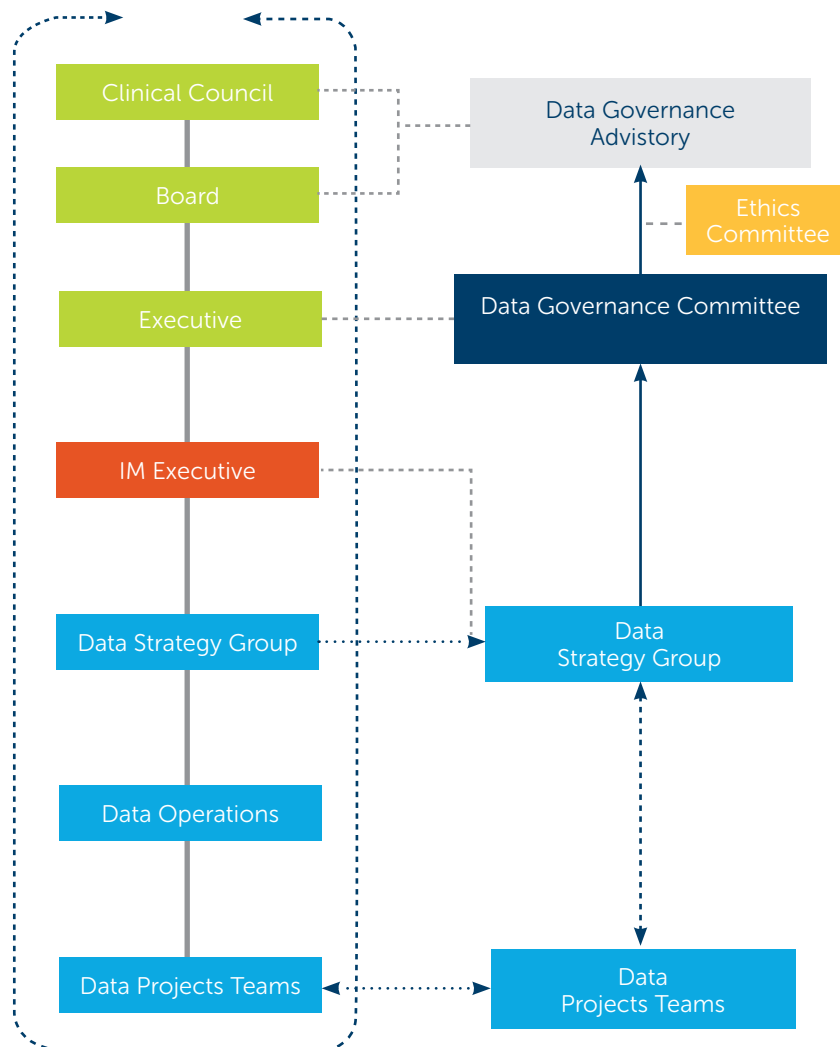 Clinical Council
Board
Executive
IM Executive
Data Strategy Group
Data Operations
Data Projects Teams
Data Governance
Advistory
Ethics
Committee
Data Governance Committee
Data
Strategy Group
Data
Projects Teams